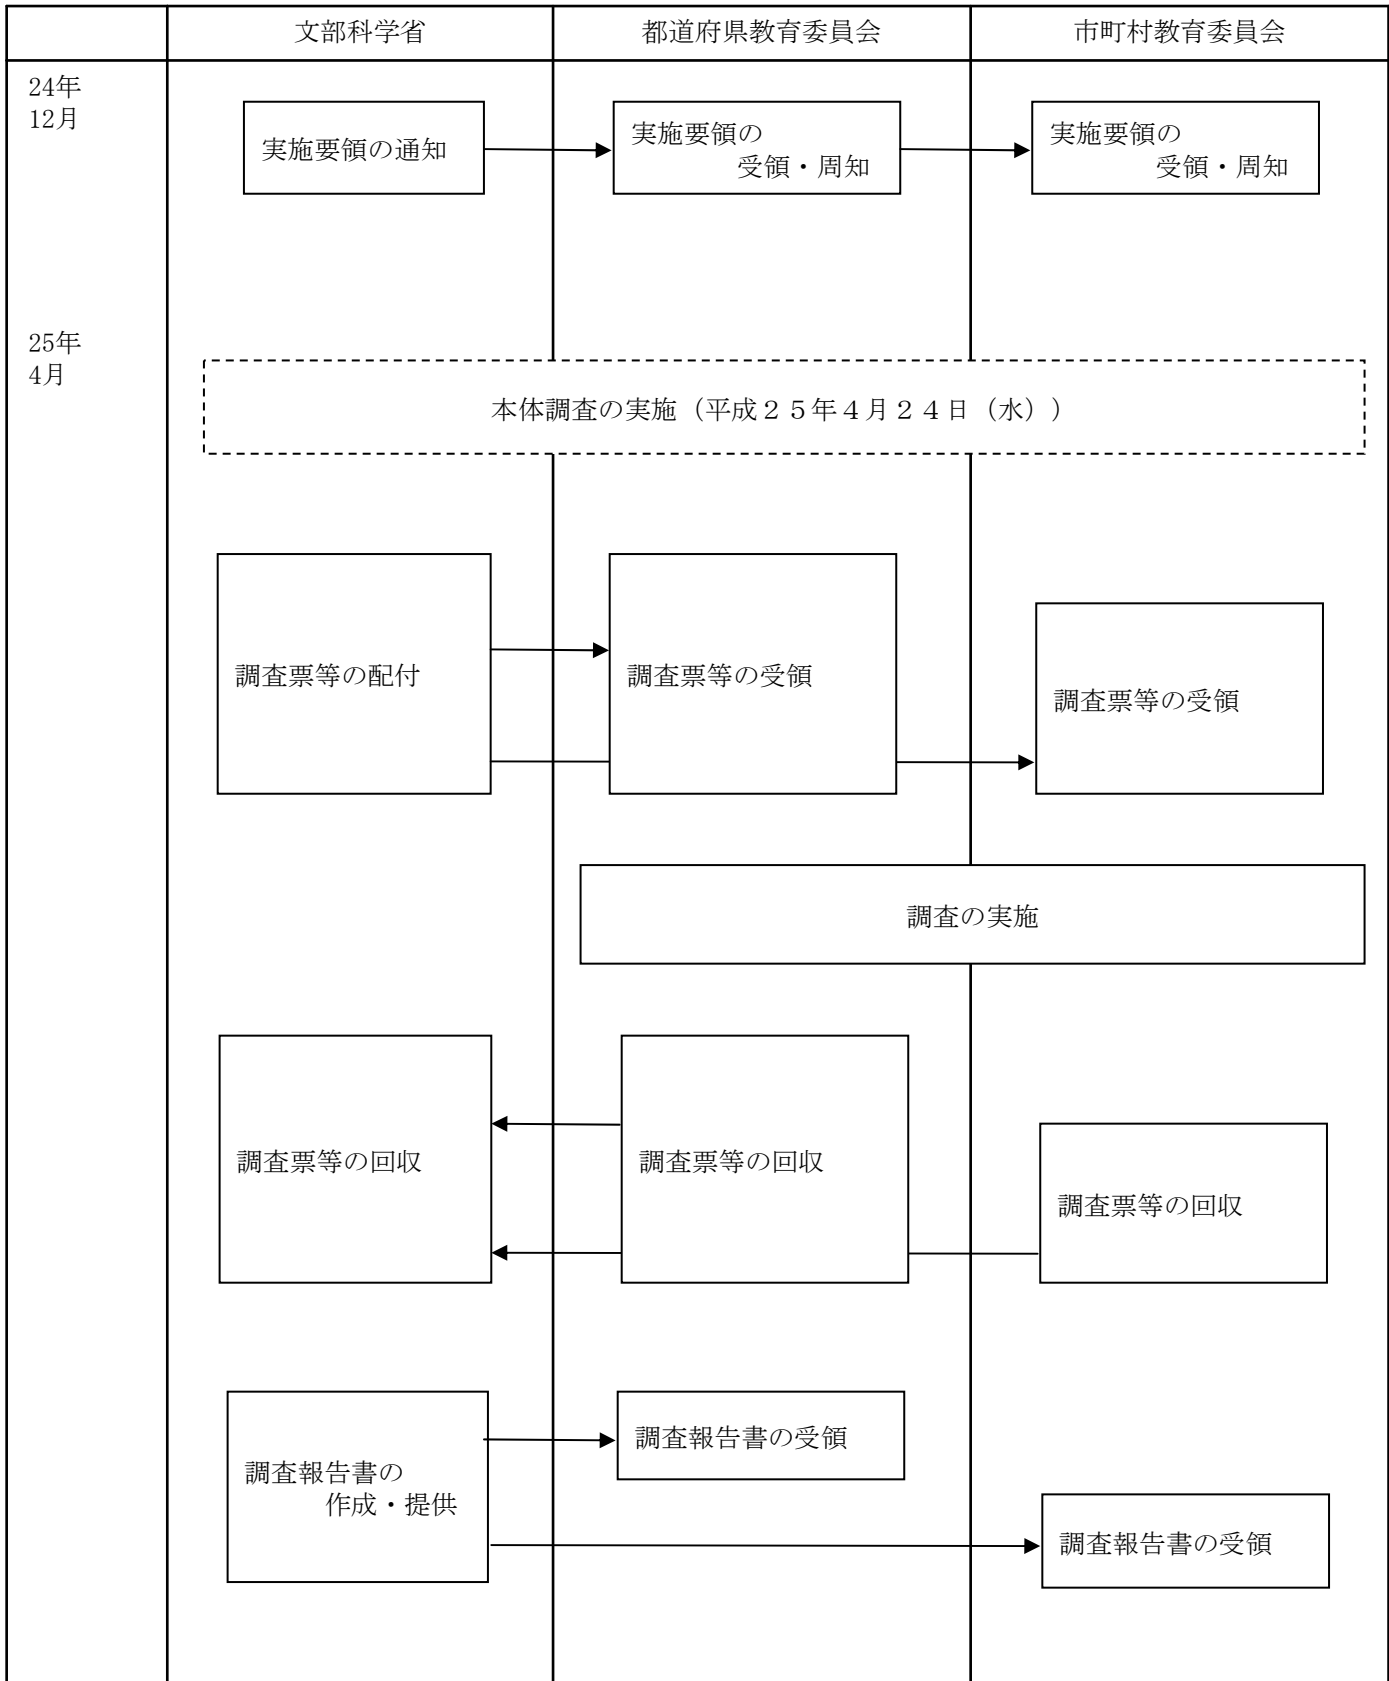 文部科学省
都道府県教育委員会
市町村教育委員会
24年
12月
実施要領の通知
実施要領の
受領・周知
実施要領の
受領・周知
25年
4月
本体調査の実施（平成２５年４月２４日（水））
調査票等の配付
調査票等の受領
調査票等の受領
調査の実施
調査票等の回収
調査票等の回収
調査票等の回収
調査報告書の
作成・提供
調査報告書の受領
調査報告書の受領